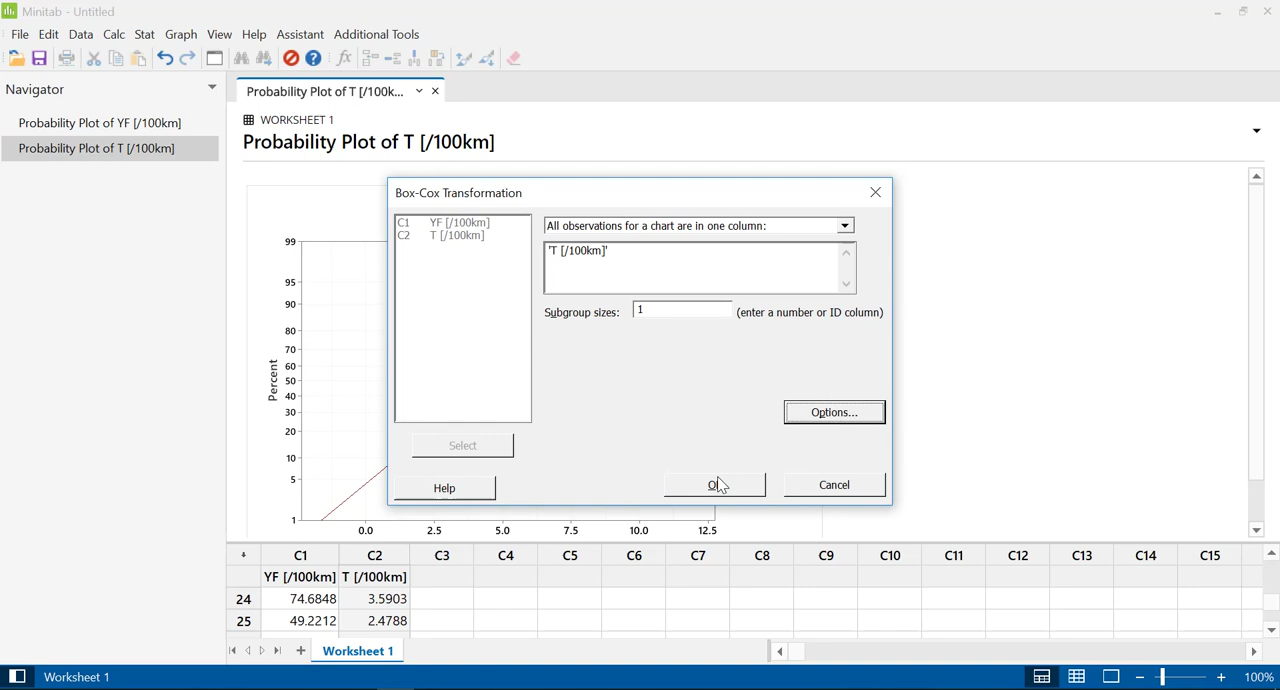 Minitab - Untitled
File Edit Data Calc Stat Graph View Help Assistant Additional Tools
Navigator
Probability Plot of T [/100k...
Probability Plot of YF [/100km]
Probability Plot of T [/100km]
WORKSHEET 1
Probability Plot of T [/100km]
Box-Cox Transformation
C1 YF [/100km]
C2 T [/100km]
All observations for a chart are in one column:
'T [/100km]'
Subgroup sizes: 1 (enter a number or ID column)
Options...
Select
Help
Cancel
Percent
99
95
90
80
70
60
50
40
30
20
10
5
1
0.0 2.5 5.0 7.5 10.0 12.5
C1 C2 C3 C4 C5 C6 C7 C8 C9 C10 C11 C12 C13 C14 C15
YF [/100km] T [/100km]
24 74.6848 3.5903
25 49.2212 2.4788
Worksheet 1
Worksheet 1
100%